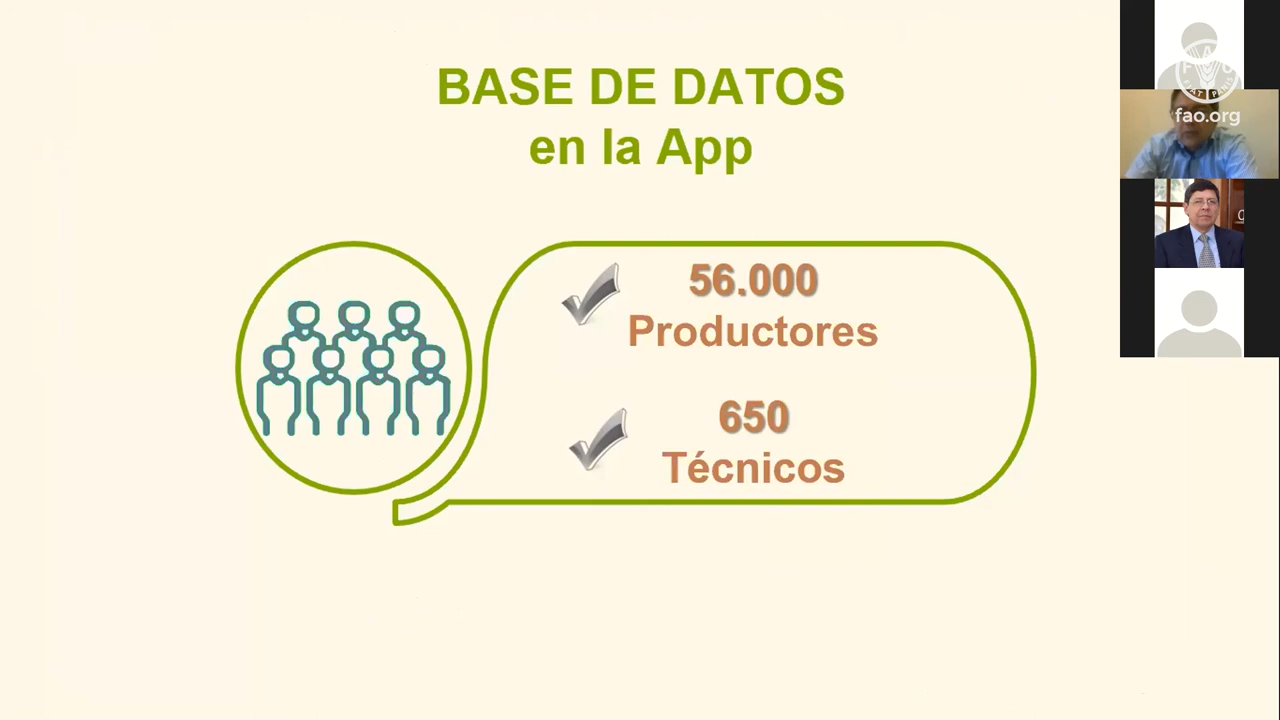 BASE DE DATOS
en la App
56.000
Productores
650
Técnicos
fao.org